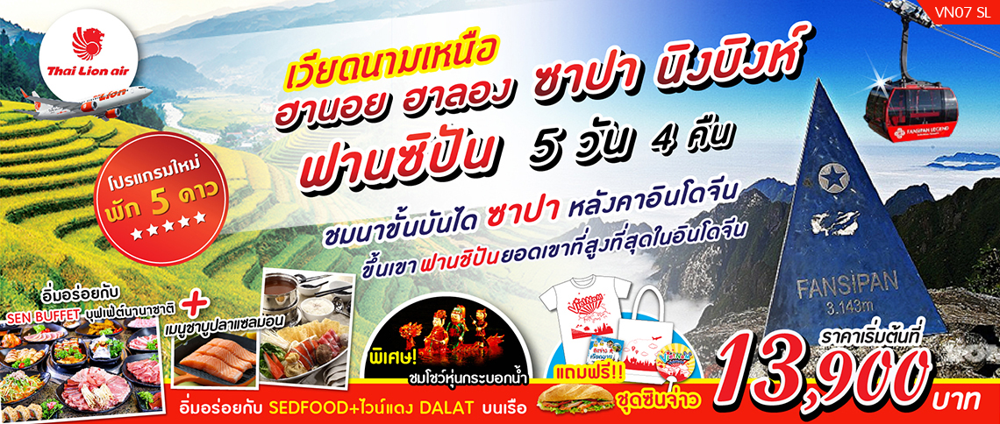 VN07 SL
Thai Lion air
Lion
เวียดนามเหนือ
ฮานอย ฮาลอง ซาปา นิงบิงห์
ฟานซิปัน 5 วัน 4 คืน
โปรแกรมใหม่
พัก 5 ดาว
ชมนาขั้นบันได ซาปา หลังคาอินโดจีน
ขึ้นเขาฟานซิปันยอดเขาที่สูงที่สุดในอินโดจีน
FANSIPAN LEGEND
FANSiPAN
3.143m
อิ่มอร่อยกับ
SEN BUFFET บุฟเฟ่ต์นานาชาติ +
เมนูชาบูปลาแซลม่อน
พิเศษ!
ชมโชว์หุ่นกระบอกน้ำ
VIETNAM
แถมฟรี!!
ชุดซินจ่าว
ราคาเริ่มต้นที่
13,900 บาท
อิ่มอร่อยกับ SEDFOOD+ไวน์แดง DALAT บนเรือ